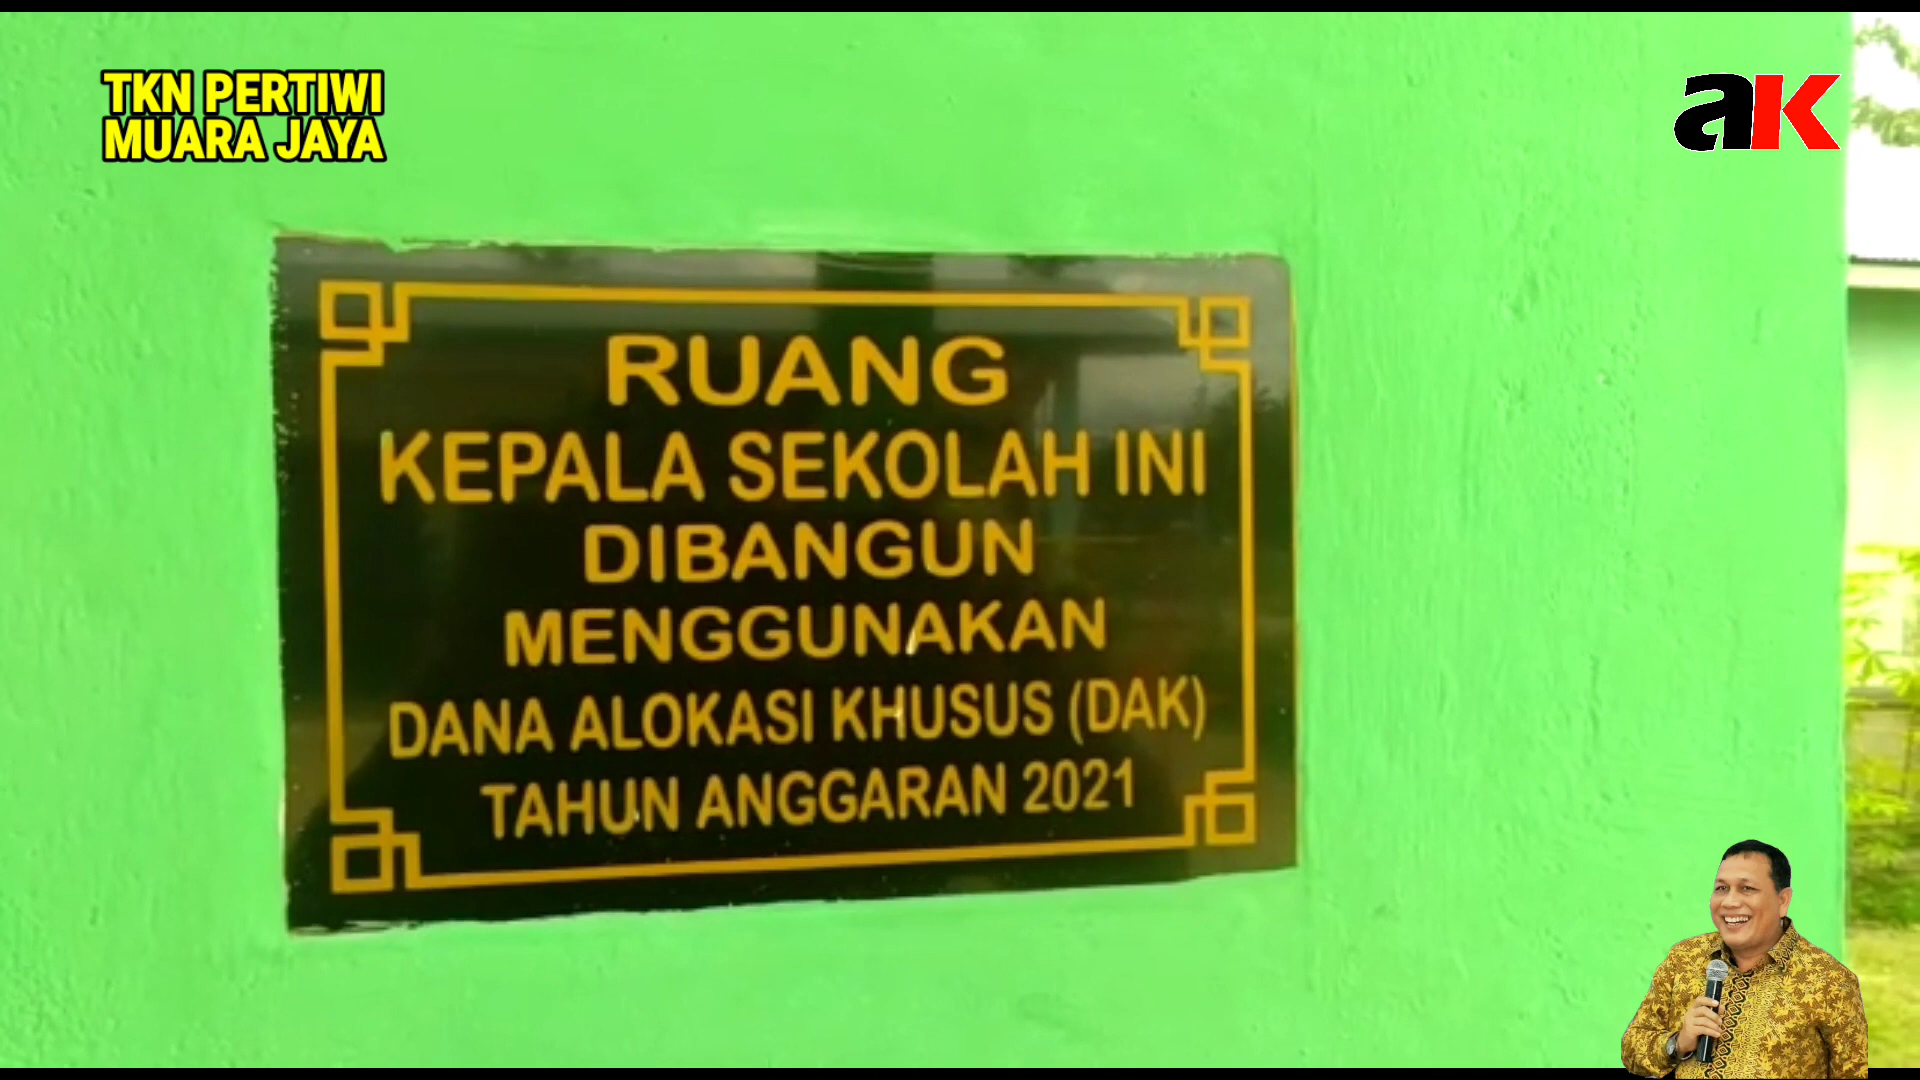 TKN PERTIWI
MUARA JAYA
aK
RUANG
KEPALA SEKOLAH INI
DIBANGUN
MENGGUNAKAN
DANA ALOKASI KHUSUS (DAK)
TAHUN ANGGARAN 2021